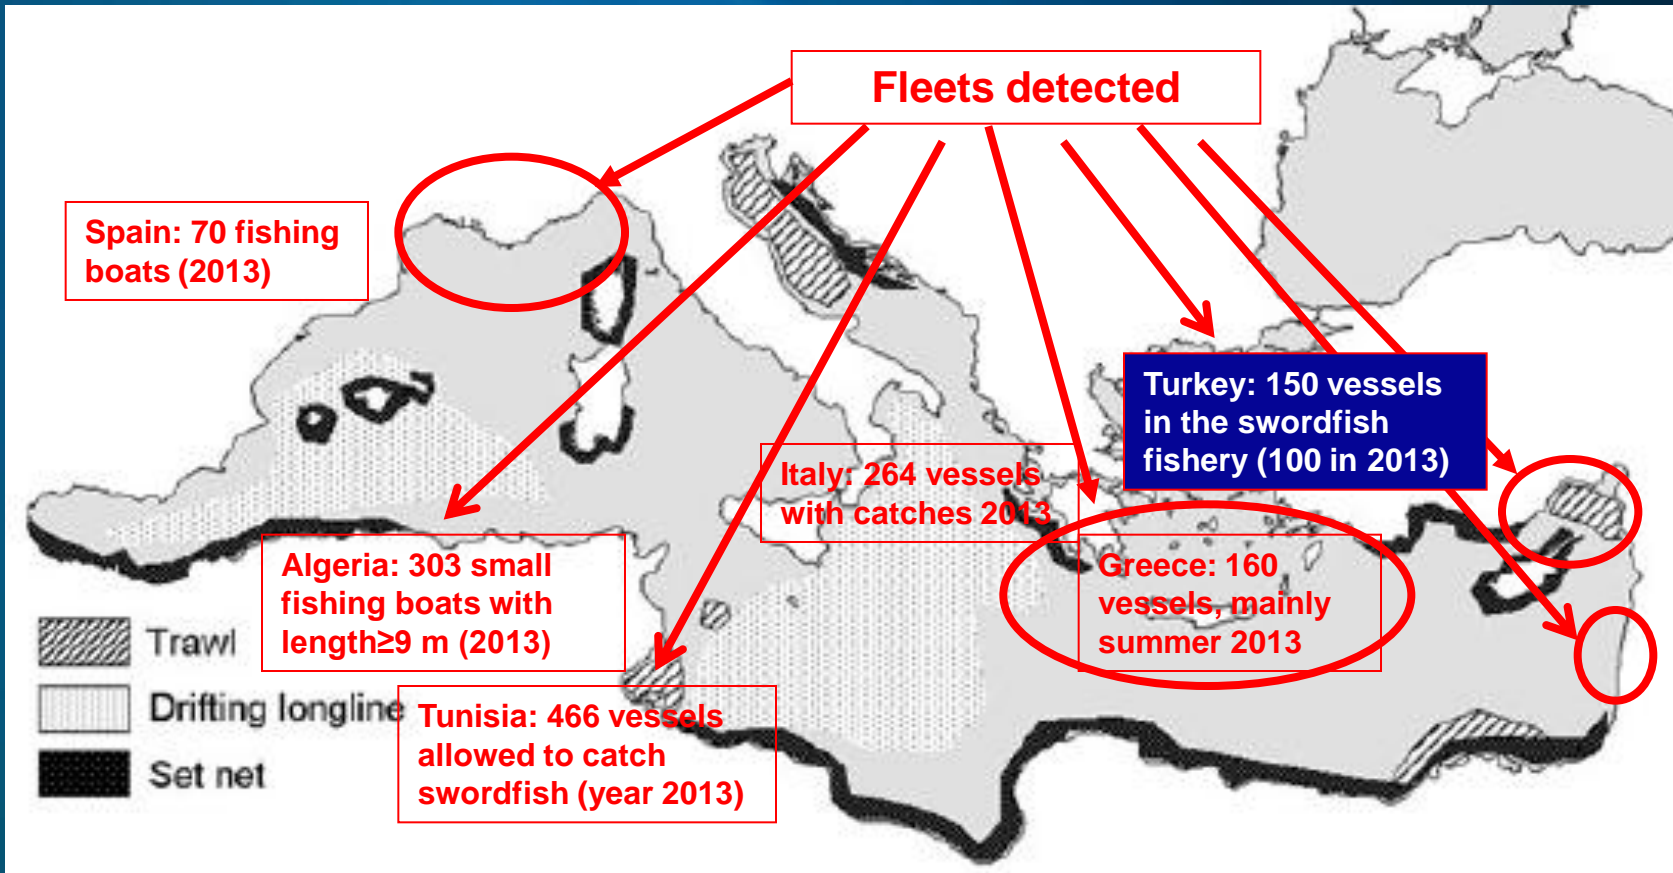 Fleets detected
Spain: 70 fishing
boats (2013)
Turkey: 150 vessels
in the swordfish
fishery (100 in 2013)
Italy: 264 vessels
with catches 2013
Algeria: 303 small
fishing boats with
length≥9 m (2013)
Greece: 160
vessels, mainly
summer 2013
Trawl
Drifting longline
Set net
Tunisia: 466 vessels
allowed to catch
swordfish (year 2013)